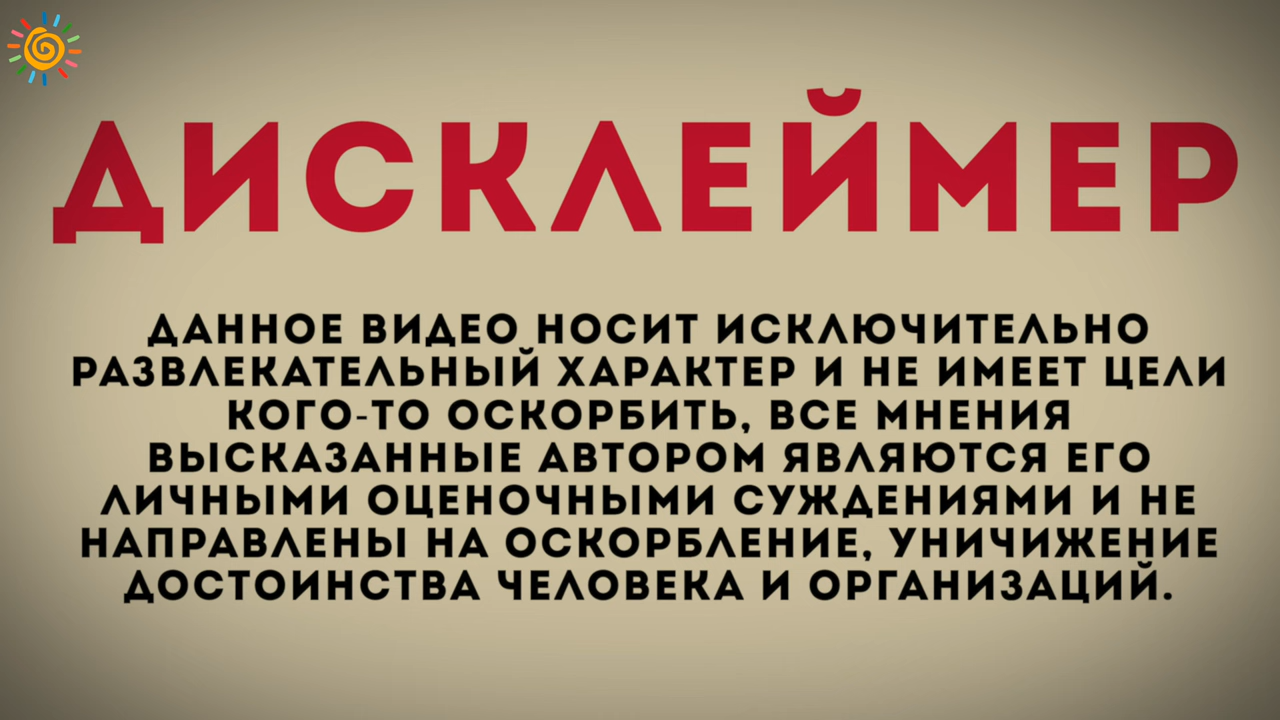 ДИСКЛЕЙМЕР
ДАННОЕ ВИДЕО НОСИТ ИСКЛЮЧИТЕЛЬНО
РАЗВЛЕКАТЕЛЬНЫЙ ХАРАКТЕР И НЕ ИМЕЕТ ЦЕЛИ
КОГО-ТО ОСКОРБИТЬ, ВСЕ МНЕНИЯ
ВЫСКАЗАННЫЕ АВТОРОМ ЯВЛЯЮТСЯ ЕГО
ЛИЧНЫМИ ОЦЕНОЧНЫМИ СУЖДЕНИЯМИ И НЕ
НАПРАВЛЕНЫ НА ОСКОРБЛЕНИЕ, УНИЧИЖЕНИЕ
ДОСТОИНСТВА ЧЕЛОВЕКА И ОРГАНИЗАЦИЙ.